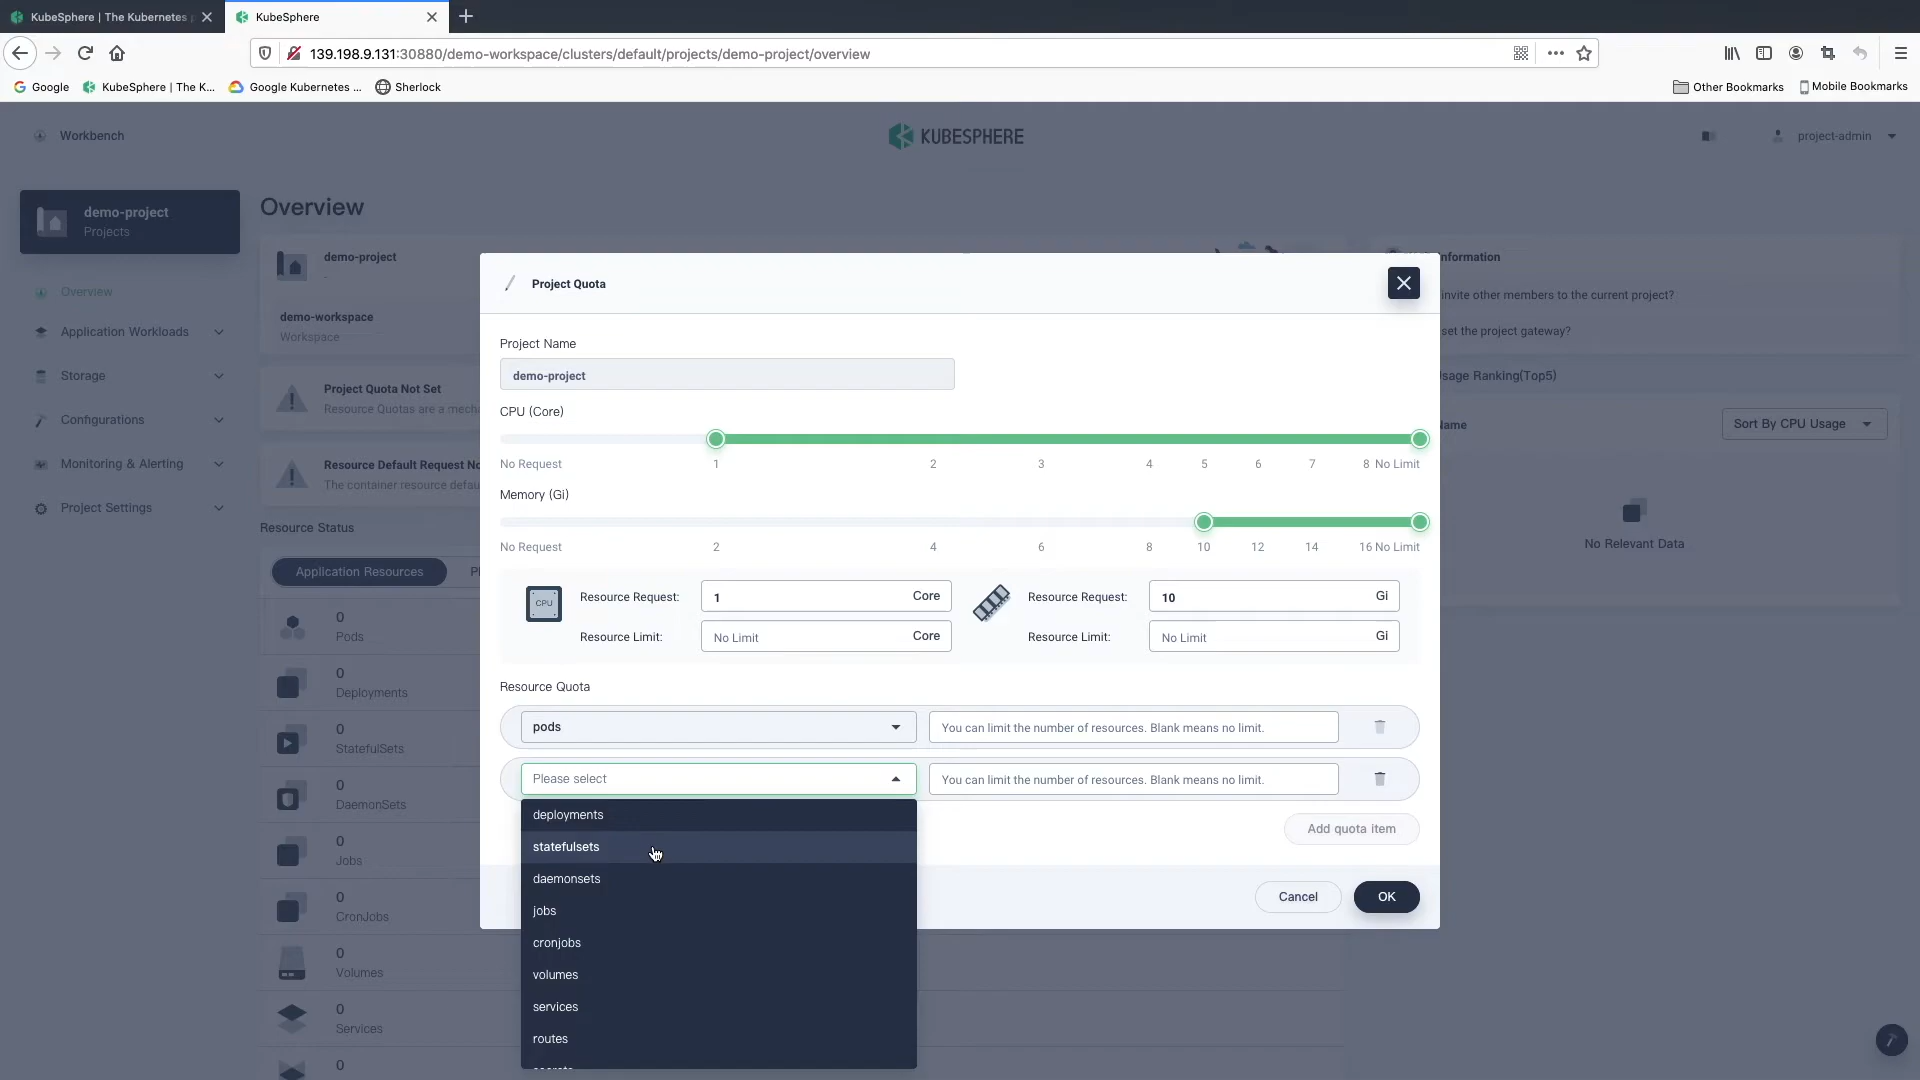 KubeSphere | The Kubernetes
KubeSphere
139.198.9.131:30880/demo-workspace/clusters/default/projects/demo-project/overview
Google
KubeSphere | The K...
Google Kubernetes ...
Sherlock
Other Bookmarks
Mobile Bookmarks
Workbench
KUBESPHERE
project-admin
demo-project
Projects
Overview
Application Workloads
Storage
Configurations
Monitoring & Alerting
Project Settings
Overview
demo-project
demo-workspace
Workspace
Project Quota Not Set
Resource Quotas are a mech
Resource Default Request No
The container resource defau
Resource Status
Application Resources
0
Pods
0
Deployments
0
StatefulSets
0
DaemonSets
0
Jobs
0
CronJobs
0
Volumes
0
Services
0
Project Quota
Project Name
demo-project
CPU (Core)
No Request 1 2 3 4 5 6 7 8 No Limit
Memory (Gi)
No Request 2 4 6 8 10 12 14 16 No Limit
CPU
Resource Request: 1 Core
Resource Limit: No Limit Core
Resource Request: 10 Gi
Resource Limit: No Limit Gi
Resource Quota
pods
You can limit the number of resources. Blank means no limit.
Please select
You can limit the number of resources. Blank means no limit.
deployments
statefulsets
daemonsets
jobs
cronjobs
volumes
services
routes
Add quota item
Cancel
OK
nformation
invite other members to the current project?
set the project gateway?
sage Ranking(Top5)
ame
Sort By CPU Usage
No Relevant Data